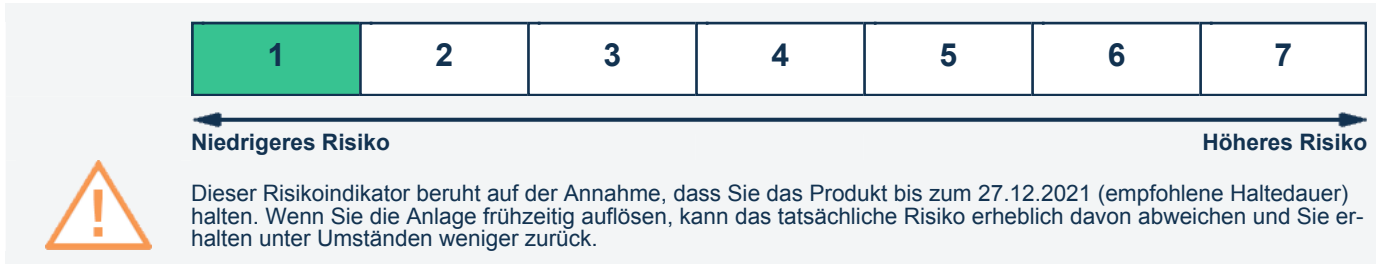 1 2 3 4 5 6 7
Niedrigeres Risiko Höheres Risiko
Dieser Risikoindikator beruht auf der Annahme, dass Sie das Produkt bis zum 27.12.2021 (empfohlene Haltedauer)
halten. Wenn Sie die Anlage frühzeitig auflösen, kann das tatsächliche Risiko erheblich davon abweichen und Sie er-
halten unter Umständen weniger zurück.